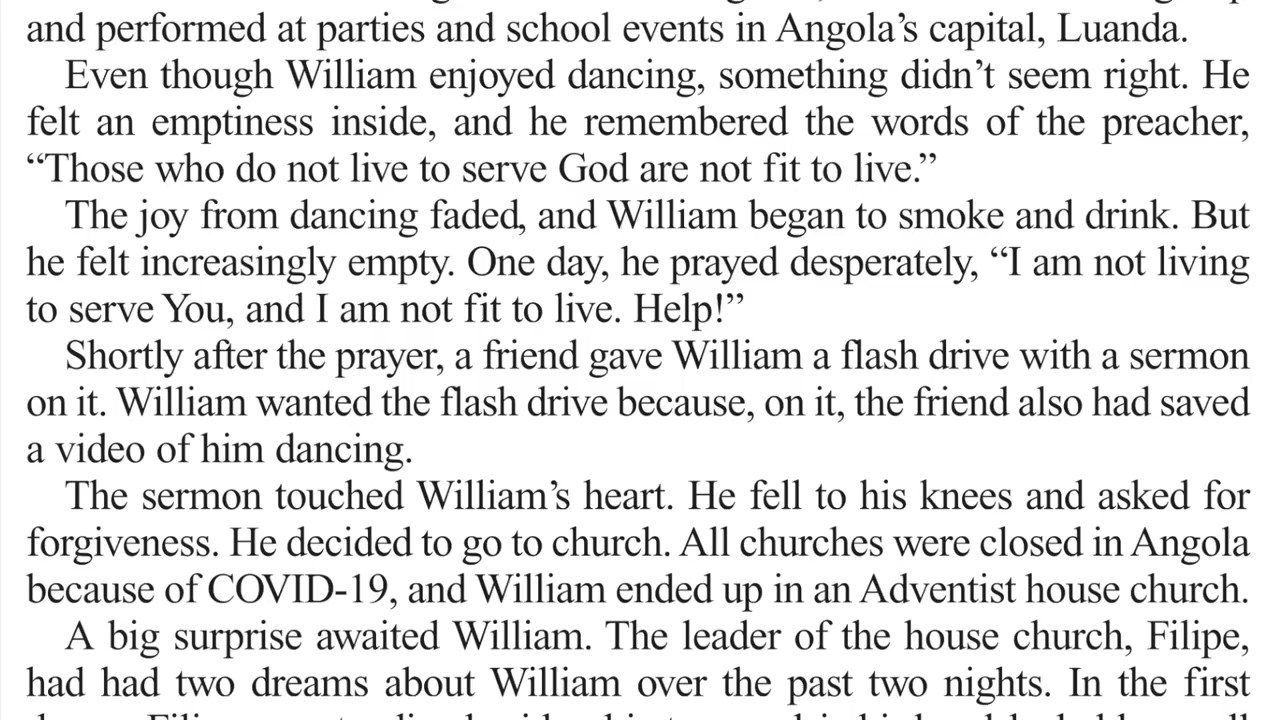 and performed at parties and school events in Angola’s capital, Luanda.
Even though William enjoyed dancing, something didn’t seem right. He
felt an emptiness inside, and he remembered the words of the preacher,
“Those who do not live to serve God are not fit to live.”
The joy from dancing faded, and William began to smoke and drink. But
he felt increasingly empty. One day, he prayed desperately, “I am not living
to serve You, and I am not fit to live. Help!”
Shortly after the prayer, a friend gave William a flash drive with a sermon
on it. William wanted the flash drive because, on it, the friend also had saved
a video of him dancing.
The sermon touched William’s heart. He fell to his knees and asked for
forgiveness. He decided to go to church. All churches were closed in Angola
because of COVID-19, and William ended up in an Adventist house church.
A big surprise awaited William. The leader of the house church, Filipe,
had had two dreams about William over the past two nights. In the first